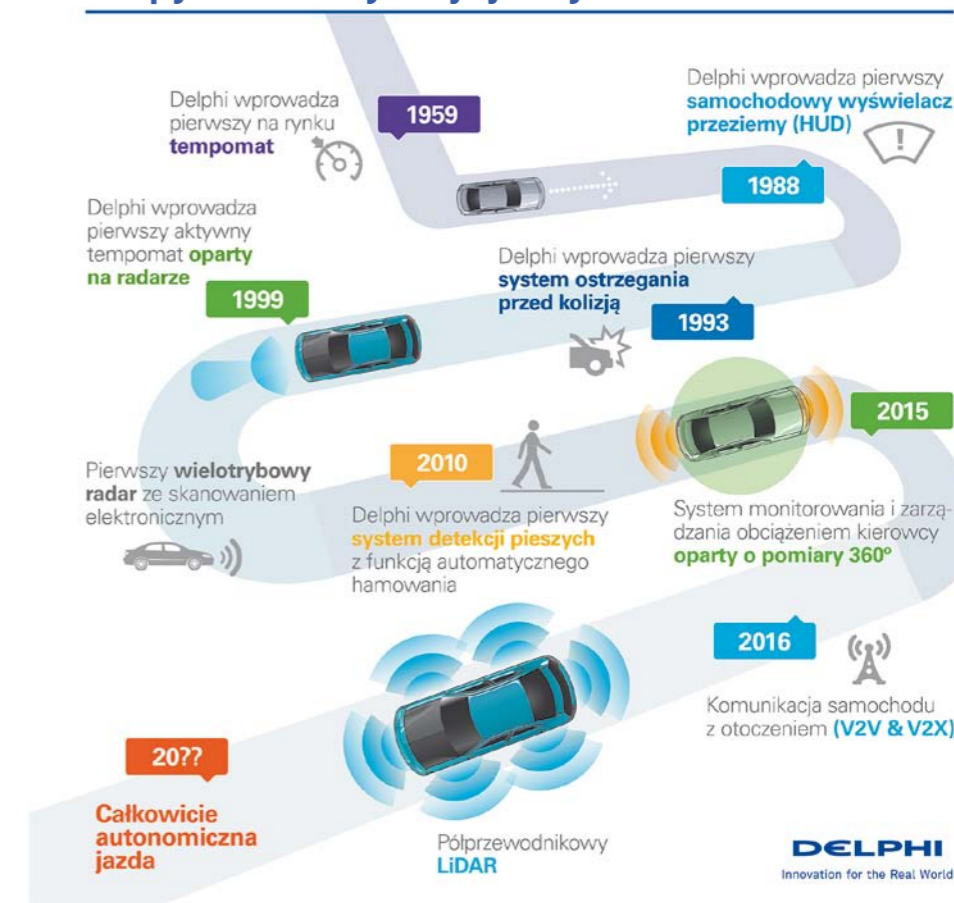 Delphi wprowadza
pierwszy na rynku
tempomat
1959
Delphi wprowadza pierwszy
samochodowy wyświelacz
przezierny (HUD)
!
1988
Delphi wprowadza
pierwszy aktywny
tempomat oparty
na radarze
1999
Delphi wprowadza pierwszy
system ostrzegania
przed kolizją
1993
Pierwszy wielotrybowy
radar ze skanowaniem
elektronicznym
2010
Delphi wprowadza pierwszy
system detekcji pieszych
z funkcją automatycznego
hamowania
2015
System monitorowania i zarzą-
dzania obciążeniem kierowcy
oparty o pomiary 360º
2016
Komunikacja samochodu
z otoczeniem (V2V & V2X)
20??
Całkowicie
autonomiczna
jazda
Półprzewodnikowy
LiDAR
DELPHI
Innovation for the Real World